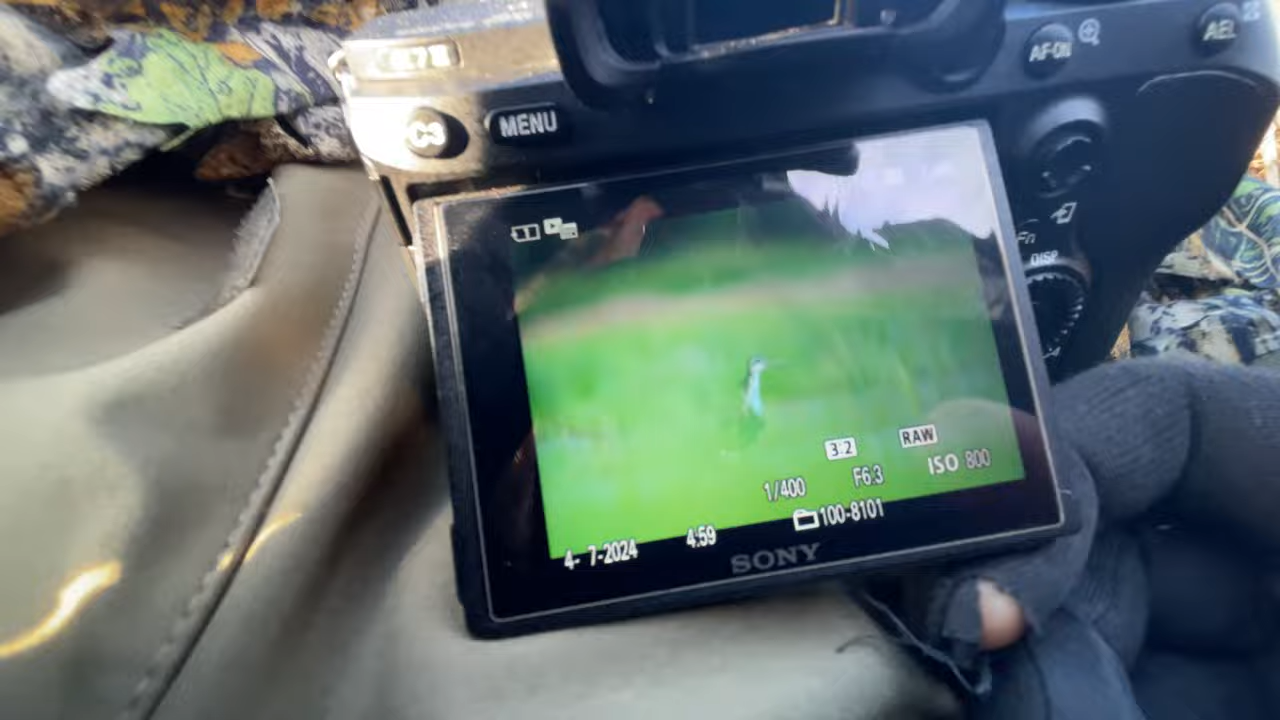 AEL
AF-ON
C3
MENU
Fn
DISP
3:2
RAW
1/400
F6.3
ISO 800
4- 7-2024
4:59
100-8101
SONY